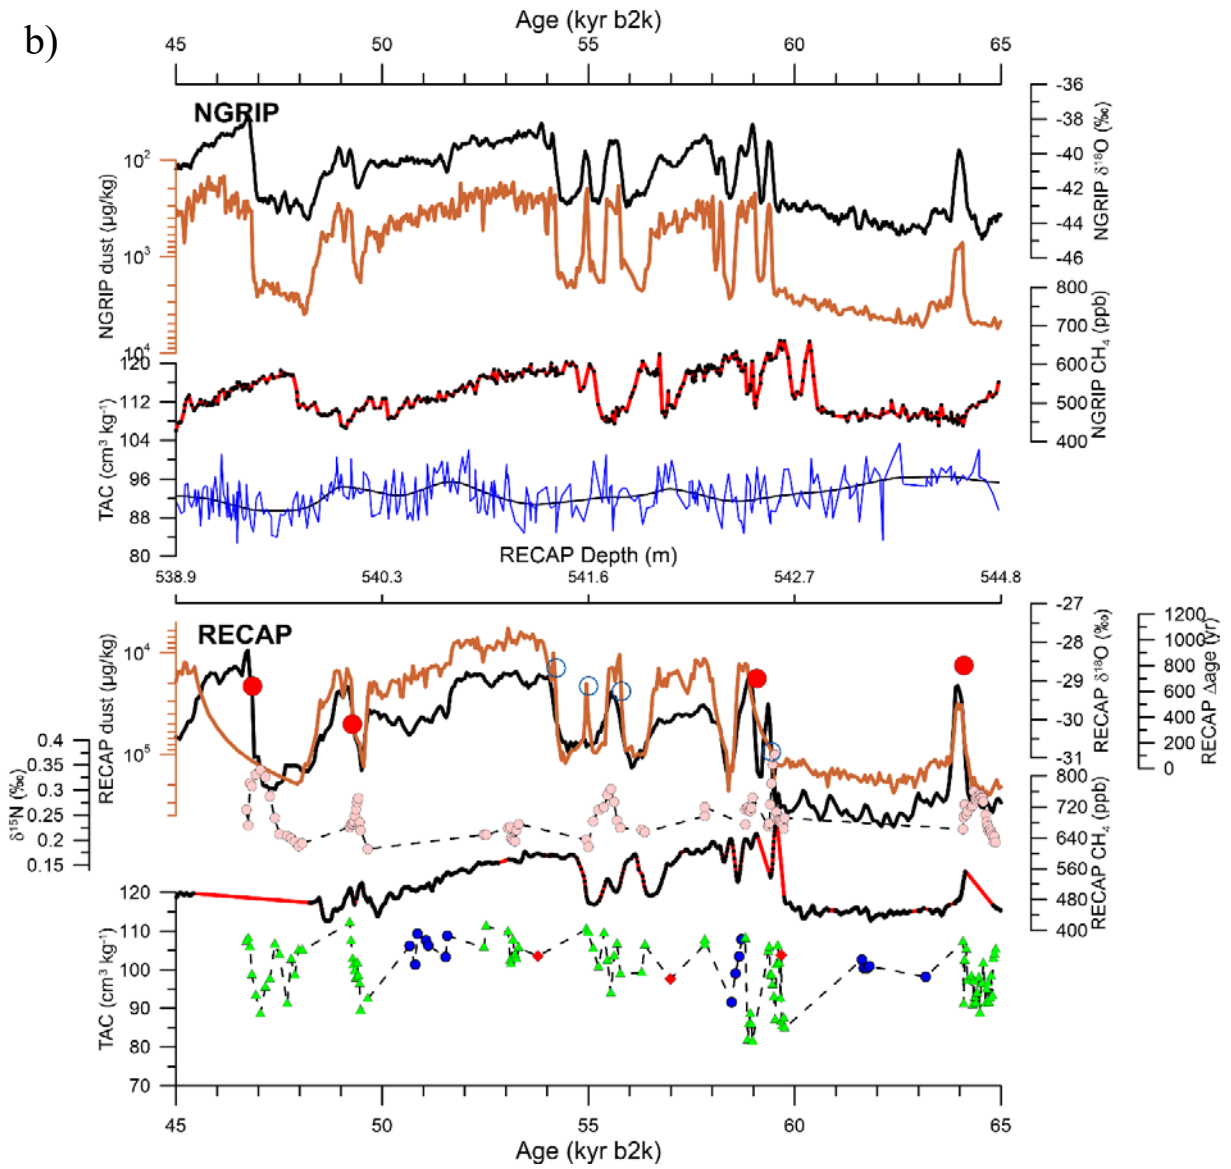 b)
Age (kyr b2k)
45 50 55 60 65
NGRIP
NGRIP dust (µg/kg)
10²
10³
10⁴
-36
-38
-40
-42
-44
-46
NGRIP δ¹⁸O (‰)
800
700
600
500
400
NGRIP CH₄ (ppb)
120
112
104
96
88
80
TAC (cm³ kg⁻¹)
RECAP Depth (m)
538.9 540.3 541.6 542.7 544.8
RECAP
RECAP dust (µg/kg)
10⁴
10⁵
-27
-28
-29
-30
-31
RECAP δ¹⁸O (‰)
1200
1000
800
600
400
200
0
RECAP Δage (yr)
0.4
0.35
0.3
0.25
0.2
0.15
δ¹⁵N (‰)
800
720
640
560
480
400
RECAP CH₄ (ppb)
120
110
100
90
80
70
TAC (cm³ kg⁻¹)
45 50 55 60 65
Age (kyr b2k)